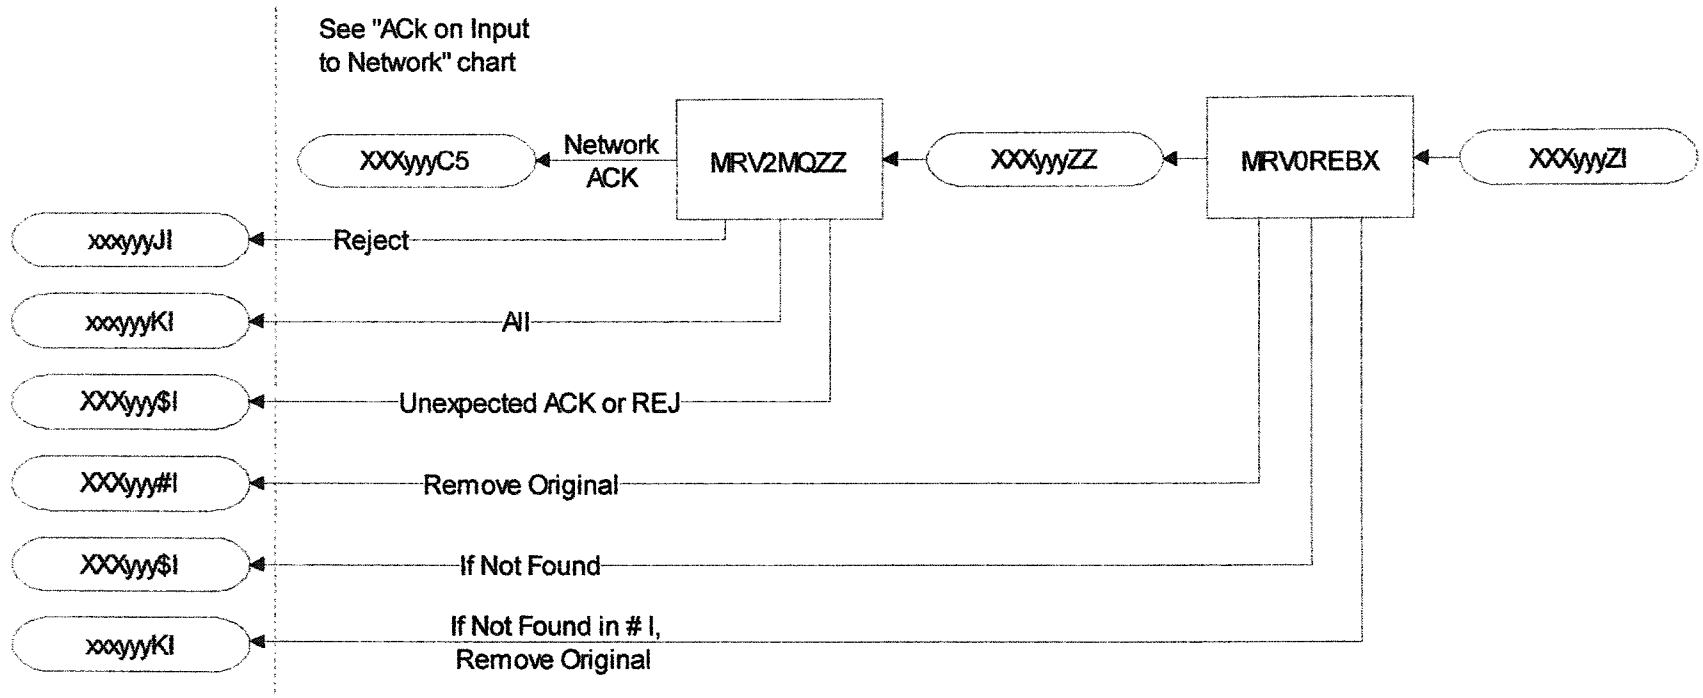 See "ACk on Input
to Network" chart
XXXyyyC5
Network
ACK
MRV2MQZZ
XXXyyyZZ
MRV0REBX
XXXyyyZI
xxxyyyJI
Reject
xxxyyyKI
All
XXXyyy$I
Unexpected ACK or REJ
XXXyyy#I
Remove Original
XXXyyy$I
If Not Found
xxxyyyKI
If Not Found in # I,
Remove Original